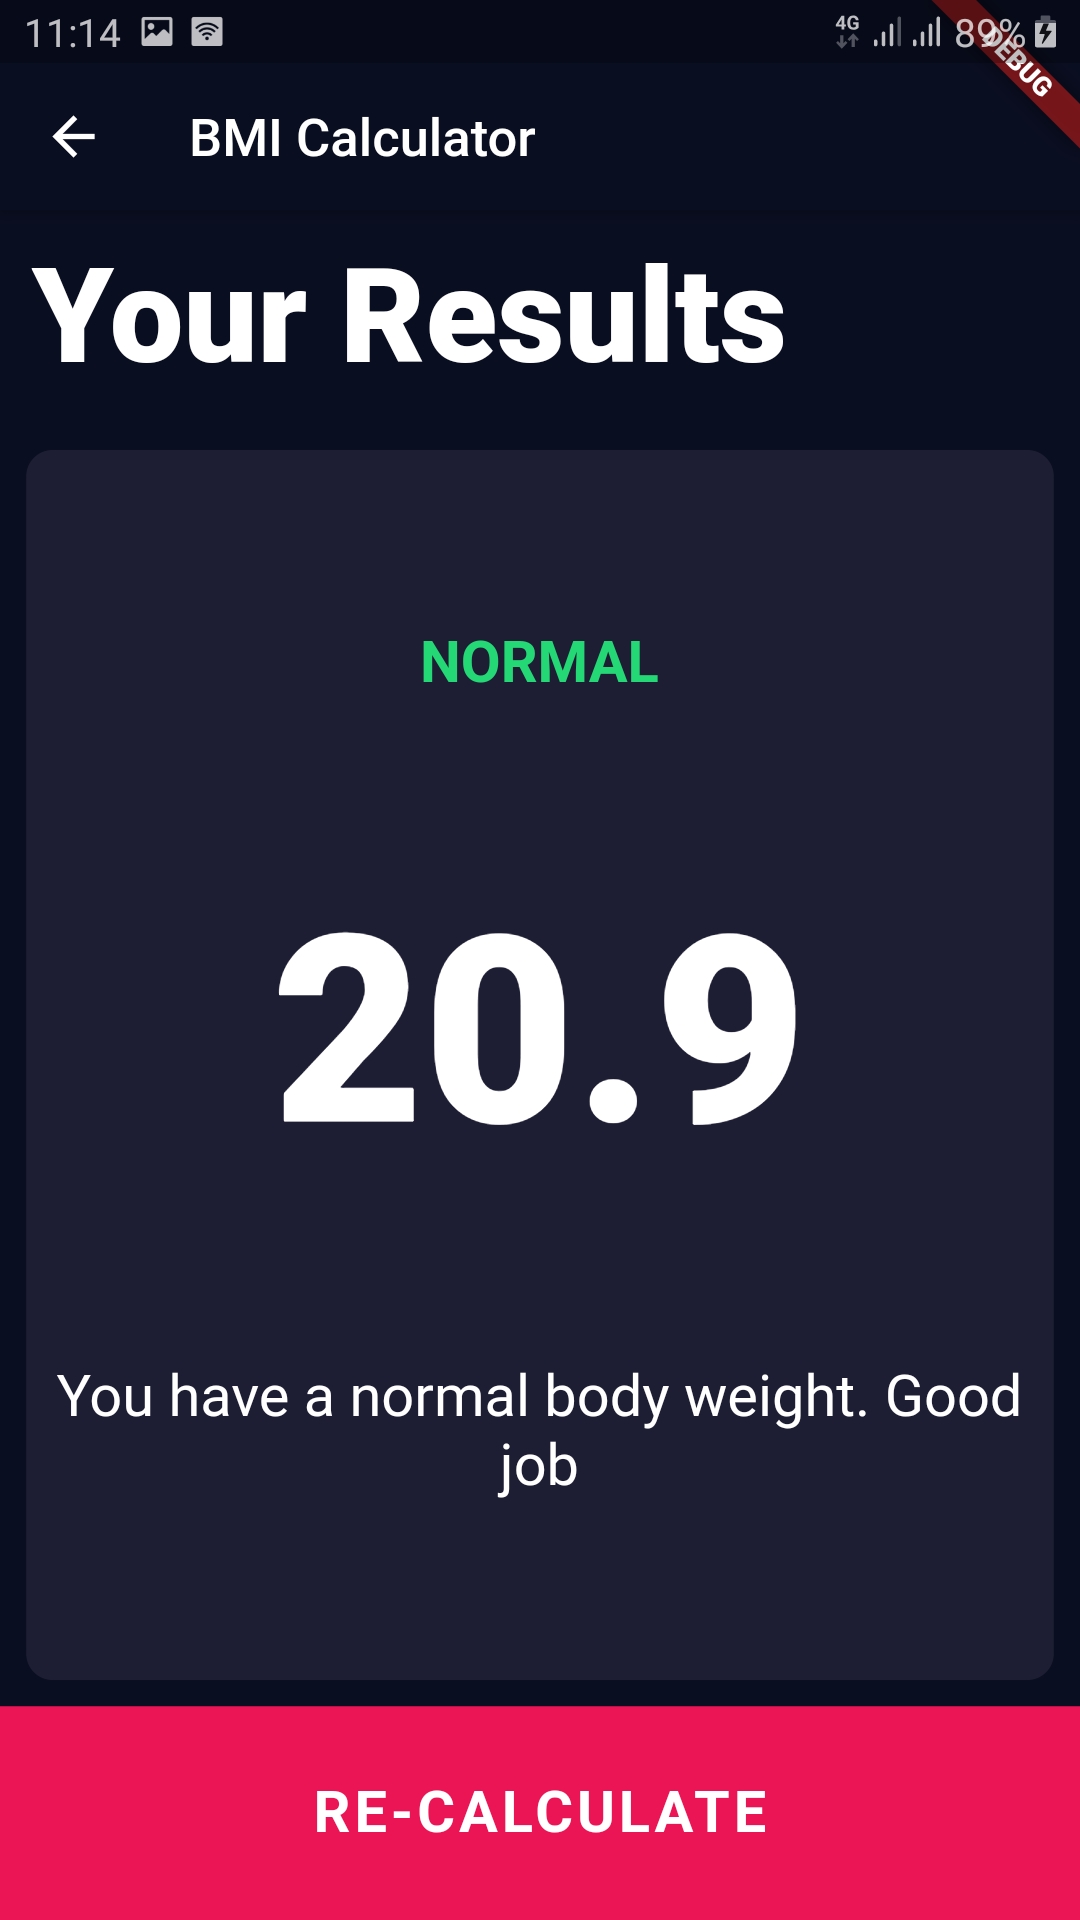 11:14
4G
89%
DEBUG
BMI Calculator
Your Results
NORMAL
20.9
You have a normal body weight. Good
job
RE-CALCULATE